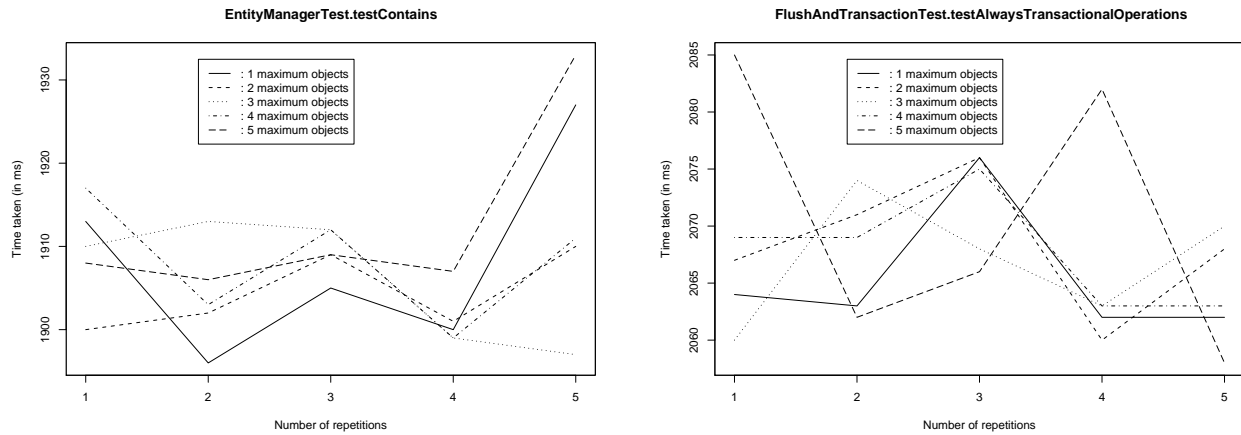 EntityManagerTest.testContains
: 1 maximum objects
: 2 maximum objects
: 3 maximum objects
: 4 maximum objects
: 5 maximum objects
Time taken (in ms)
1930
1920
1910
1900
1 2 3 4 5
Number of repetitions
FlushAndTransactionTest.testAlwaysTransactionalOperations
: 1 maximum objects
: 2 maximum objects
: 3 maximum objects
: 4 maximum objects
: 5 maximum objects
Time taken (in ms)
2085
2080
2075
2070
2065
2060
1 2 3 4 5
Number of repetitions